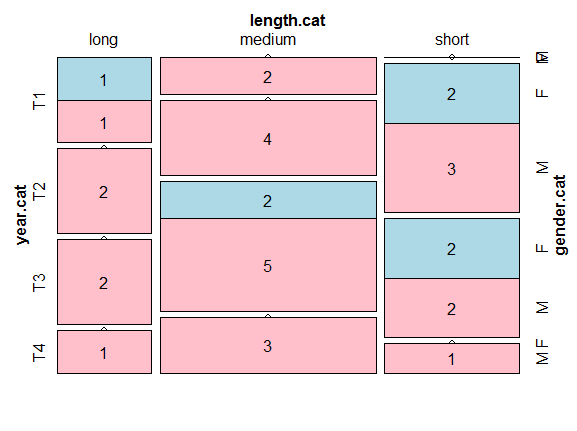 length.cat
long medium short
year.cat
T1
T2
T3
T4
1
1
2
2
1
2
4
2
5
3
2
3
2
2
1
F
M
F
M
F
M
gender.cat